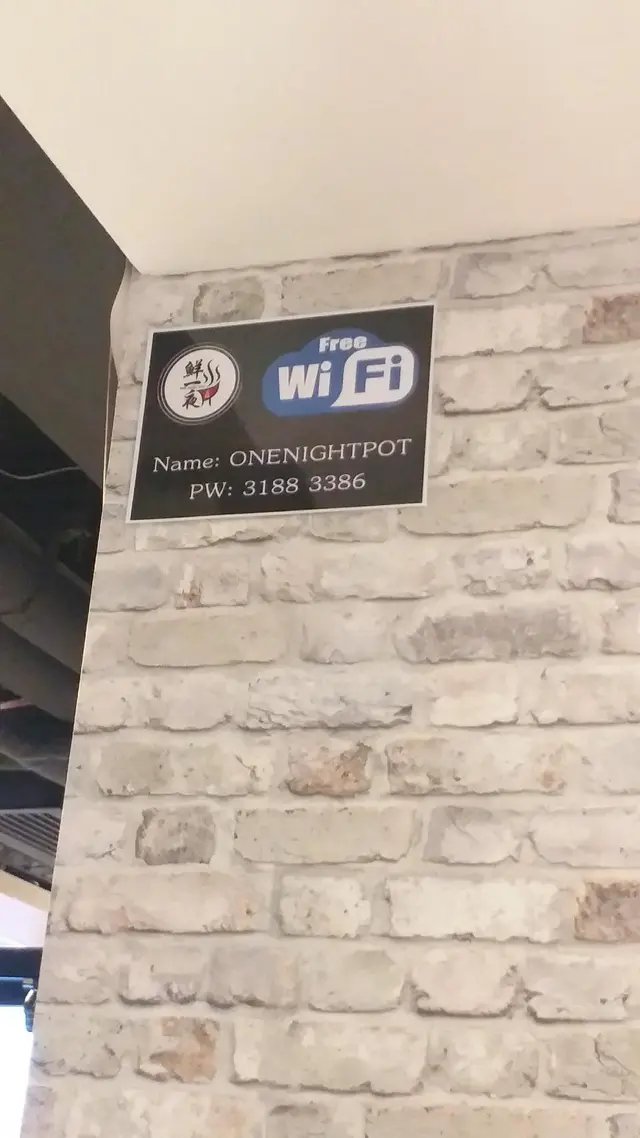 鮮
一
夜
Free
WiFi
Name: ONENIGHTPOT
PW: 3188 3386